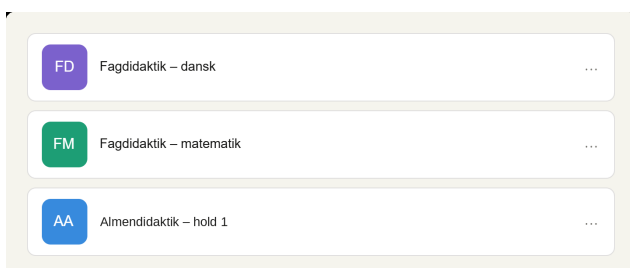 FD Fagdidaktik – dansk ...
FM Fagdidaktik – matematik ...
AA Almendidaktik – hold 1 ...